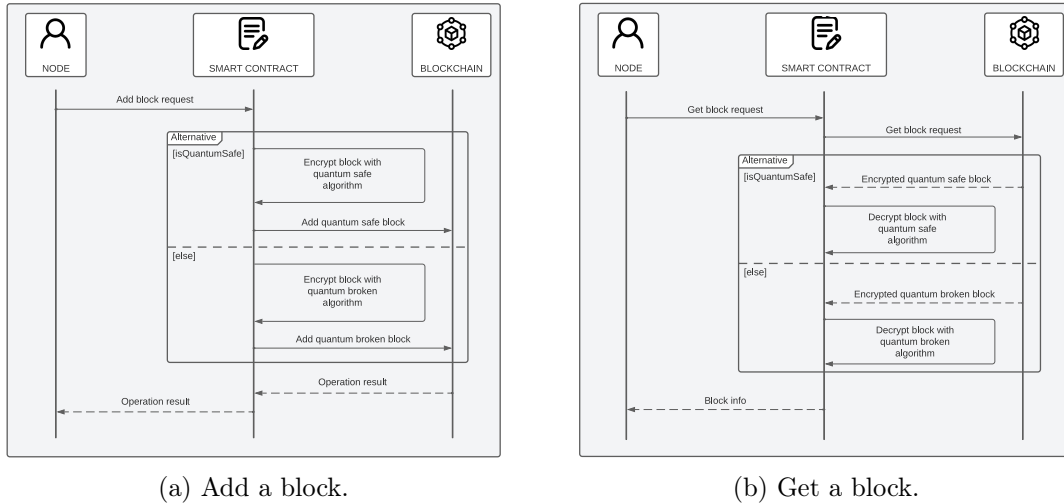 NODE
SMART CONTRACT
BLOCKCHAIN
Add block request
Alternative
[isQuantumSafe]
Encrypt block with
quantum safe
algorithm
Add quantum safe block
[else]
Encrypt block with
quantum broken
algorithm
Add quantum broken block
Operation result
Operation result
(a) Add a block.
NODE
SMART CONTRACT
BLOCKCHAIN
Get block request
Get block request
Alternative
[isQuantumSafe]
Encrypted quantum safe block
Decrypt block with
quantum safe
algorithm
[else]
Encrypted quantum broken block
Decrypt block with
quantum broken
algorithm
Block info
(b) Get a block.